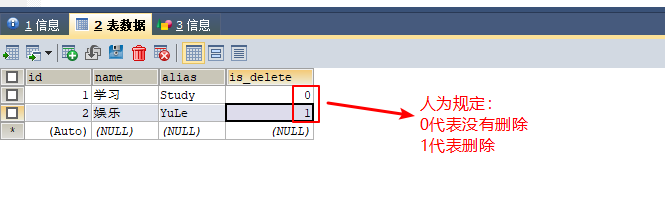 1 信息 2 表数据 3 信息
id name alias is_delete
1 学习 Study 0
2 娱乐 YuLe 1
* (Auto) (NULL) (NULL) (NULL)
人为规定：
0代表没有删除
1代表删除